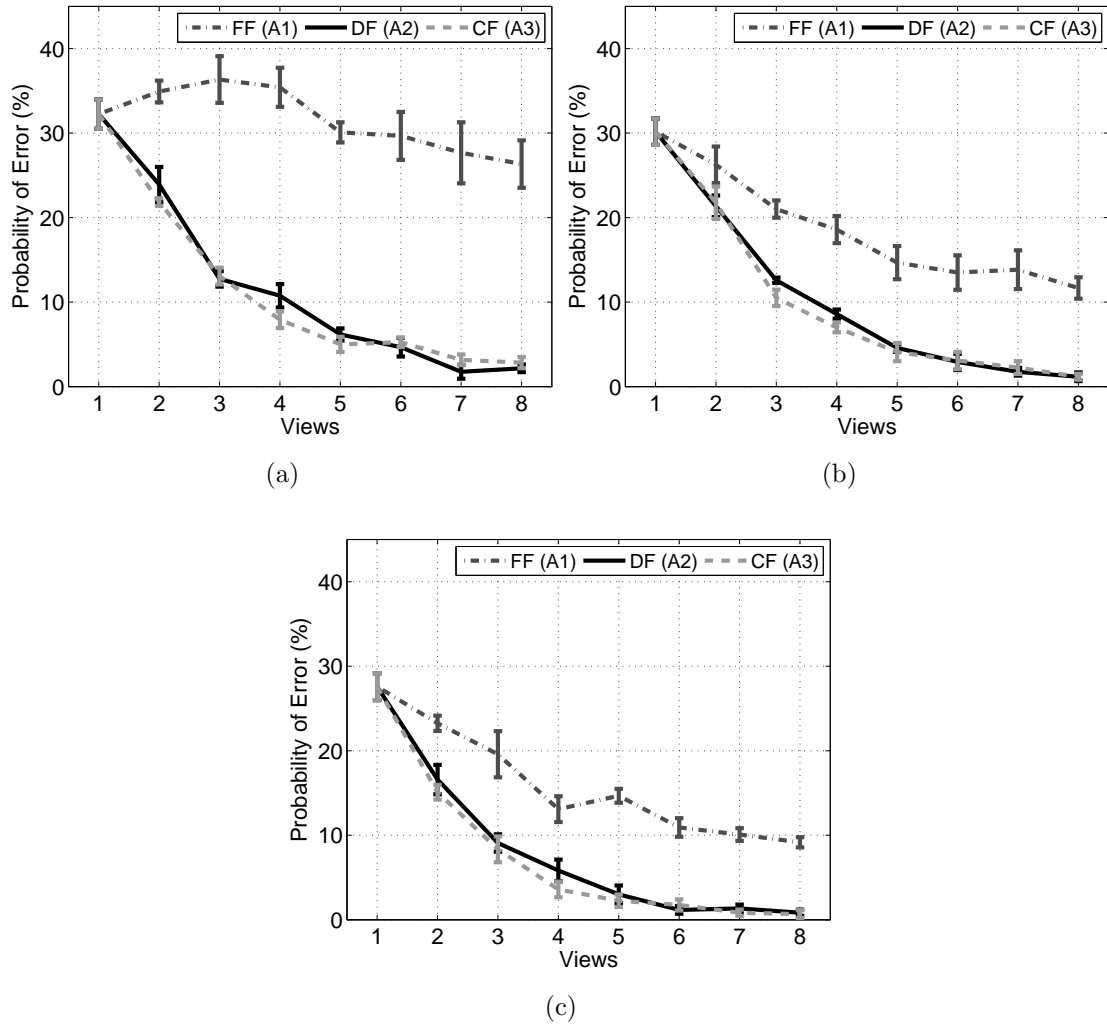 FF (A1) DF (A2) CF (A3)
40
30
20
10
0
Probability of Error (%)
1 2 3 4 5 6 7 8
Views
(a)
FF (A1) DF (A2) CF (A3)
40
30
20
10
0
Probability of Error (%)
1 2 3 4 5 6 7 8
Views
(b)
FF (A1) DF (A2) CF (A3)
40
30
20
10
0
Probability of Error (%)
1 2 3 4 5 6 7 8
Views
(c)